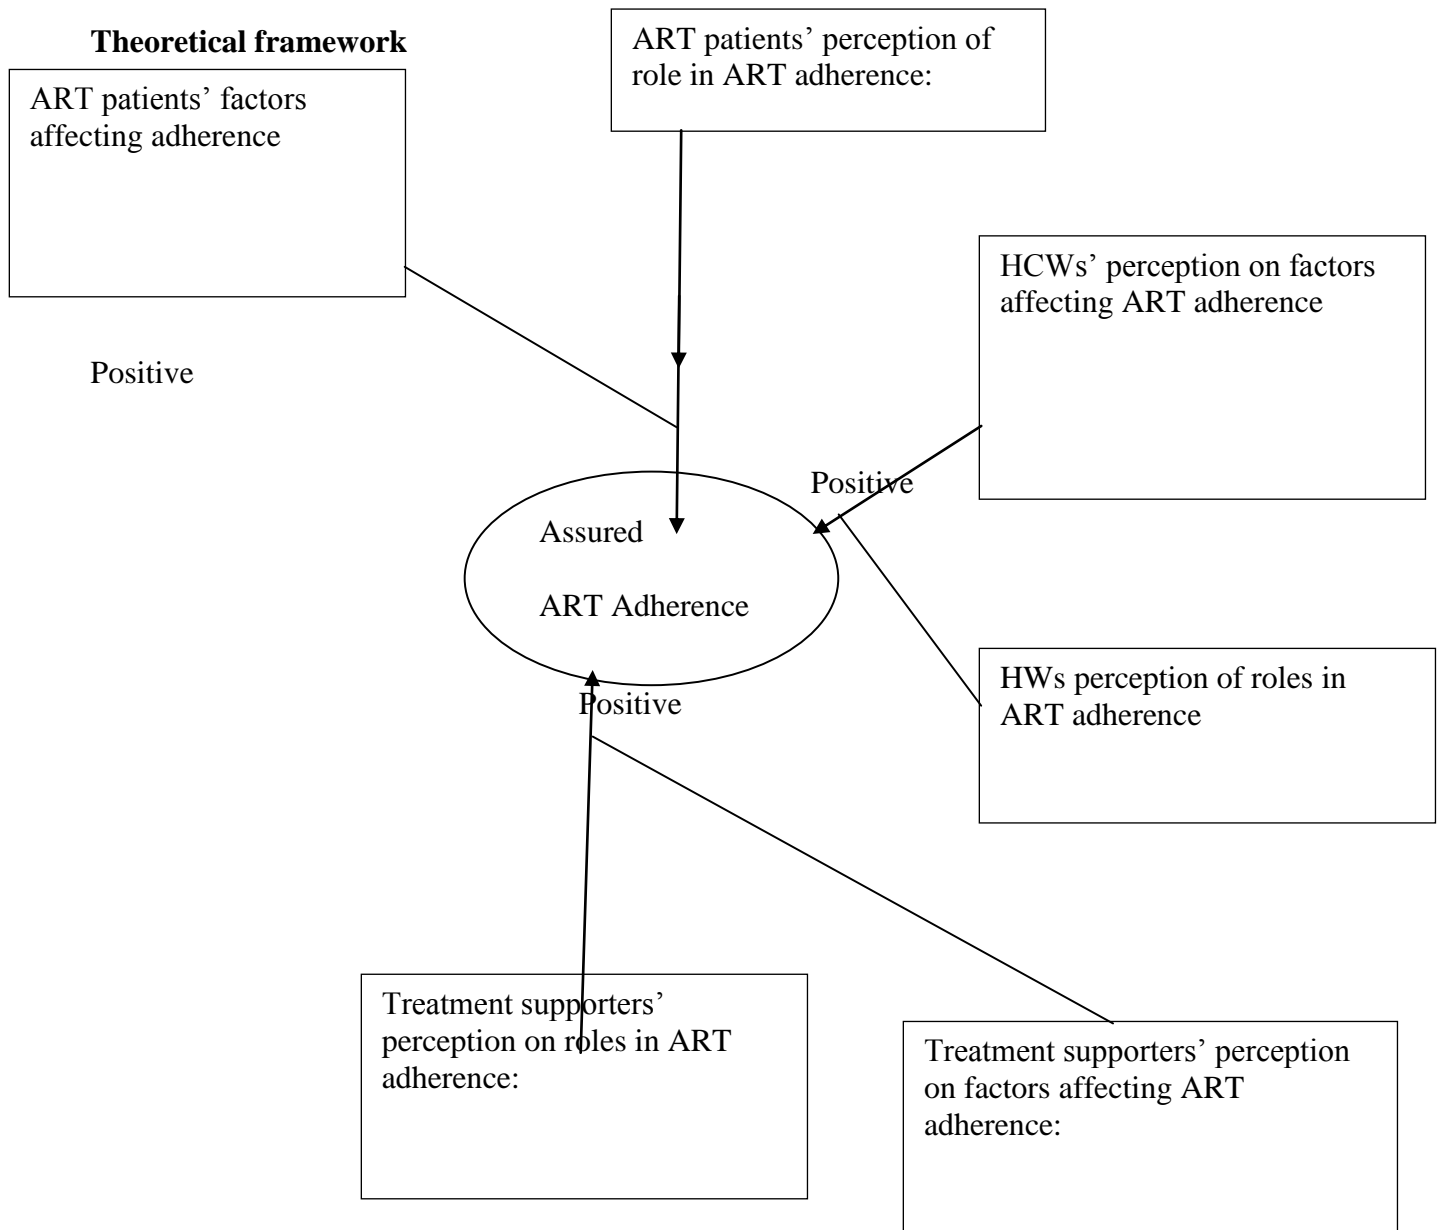 Theoretical framework
ART patients’ perception of
role in ART adherence:
ART patients’ factors
affecting adherence
HCWs’ perception on factors
affecting ART adherence
Positive
Positive
Assured
ART Adherence
HWs perception of roles in
ART adherence
Positive
Treatment supporters’
perception on roles in ART
adherence:
Treatment supporters’ perception
on factors affecting ART
adherence: